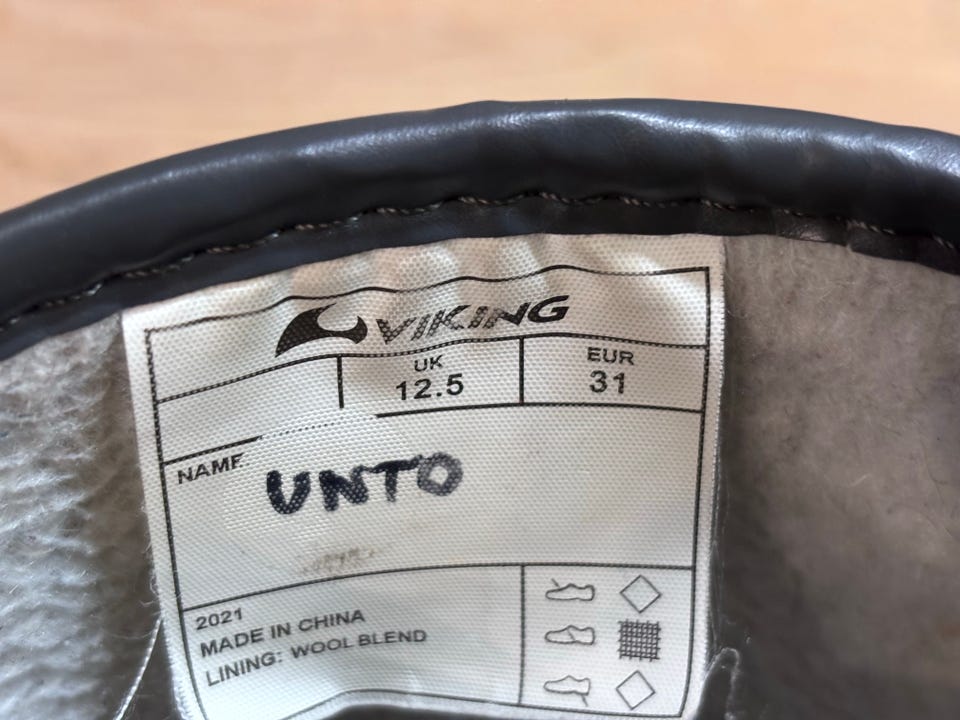 VIKING
UK
12.5
EUR
31
NAME
UNTO
2021
MADE IN CHINA
LINING: WOOL BLEND